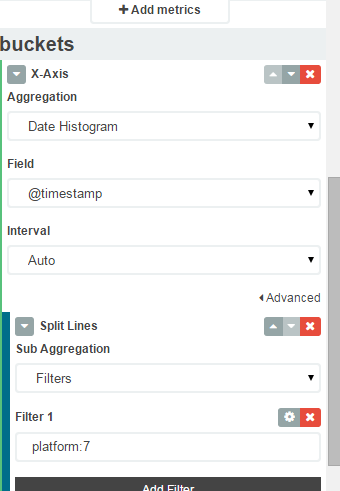 + Add metrics
buckets
X-Axis
Aggregation
Date Histogram
Field
@timestamp
Interval
Auto
Advanced
Split Lines
Sub Aggregation
Filters
Filter 1
platform:7
Add Filter